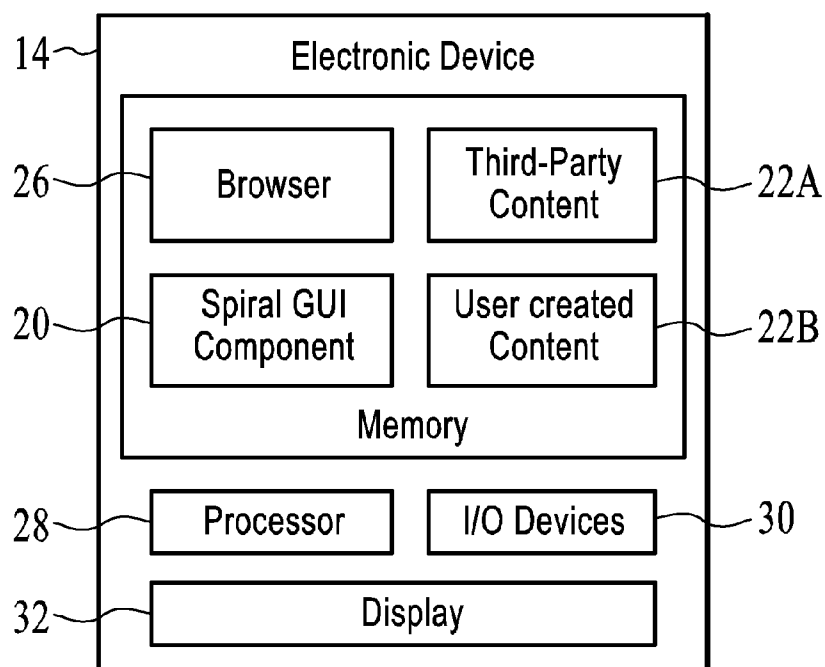 14
Electronic Device
26
Browser
Third-Party
Content
22A
20
Spiral GUI
Component
User created
Content
22B
Memory
28
Processor
I/O Devices
30
32
Display